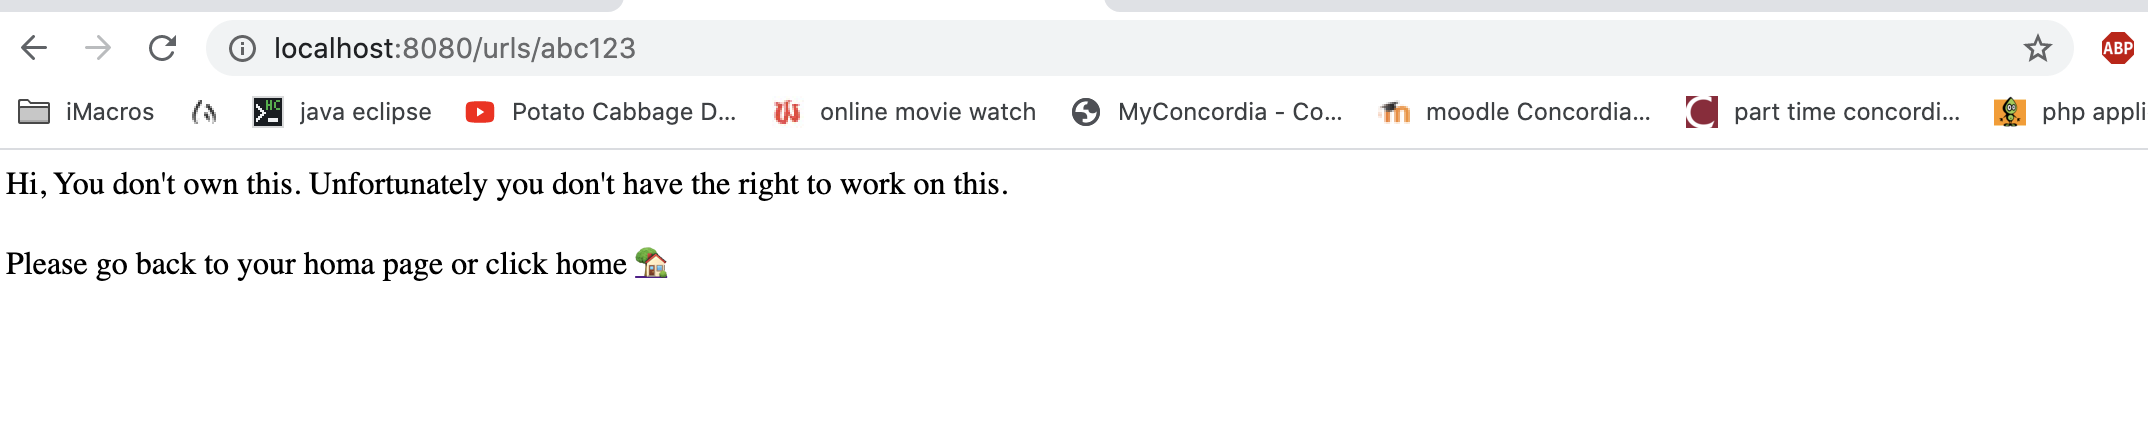 localhost:8080/urls/abc123
ABP
iMacros java eclipse Potato Cabbage D... online movie watch MyConcordia - Co... moodle Concordia... part time concordi... php appli
Hi, You don't own this. Unfortunately you don't have the right to work on this.
Please go back to your homa page or click home 🏡